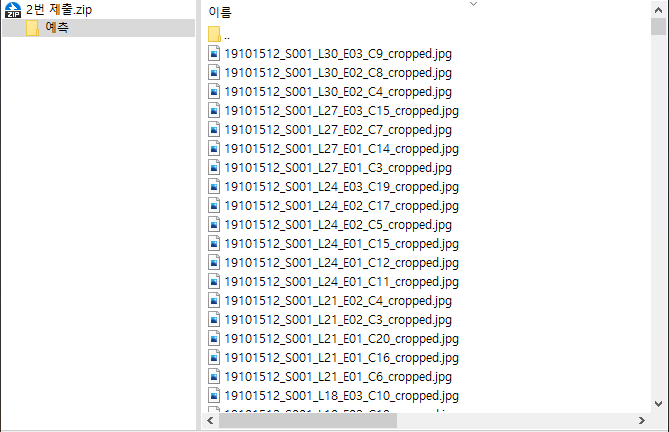 ZIP 2번 제출.zip
예측
이름
..
19101512_S001_L30_E03_C9_cropped.jpg
19101512_S001_L30_E02_C8_cropped.jpg
19101512_S001_L30_E02_C4_cropped.jpg
19101512_S001_L27_E03_C15_cropped.jpg
19101512_S001_L27_E02_C7_cropped.jpg
19101512_S001_L27_E01_C14_cropped.jpg
19101512_S001_L27_E01_C3_cropped.jpg
19101512_S001_L24_E03_C19_cropped.jpg
19101512_S001_L24_E02_C17_cropped.jpg
19101512_S001_L24_E02_C5_cropped.jpg
19101512_S001_L24_E01_C15_cropped.jpg
19101512_S001_L24_E01_C12_cropped.jpg
19101512_S001_L24_E01_C11_cropped.jpg
19101512_S001_L21_E02_C4_cropped.jpg
19101512_S001_L21_E02_C3_cropped.jpg
19101512_S001_L21_E01_C20_cropped.jpg
19101512_S001_L21_E01_C16_cropped.jpg
19101512_S001_L21_E01_C6_cropped.jpg
19101512_S001_L18_E03_C10_cropped.jpg